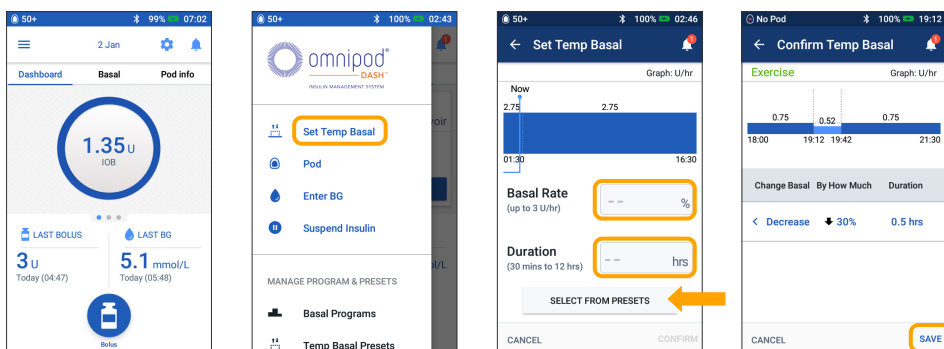 50+ 99% 07:02
2 Jan
Dashboard Basal Pod info
1.35 U
IOB
LAST BOLUS LAST BG
3 U 5.1 mmol/L
Today (04:47) Today (05:48)
Bolus
50+ 100% 02:43
omnipod®
DASH™
INSULIN MANAGEMENT SYSTEM
1
voir
Set Temp Basal
Pod
Enter BG
Suspend Insulin
ol/L
MANAGE PROGRAM & PRESETS
Basal Programs
Temp Basal Presets
50+ 100% 02:46
Set Temp Basal 1
Graph: U/hr
Now
2.75 2.75
01:30 16:30
Basal Rate
(up to 3 U/hr) -- %
Duration
(30 mins to 12 hrs) -- hrs
SELECT FROM PRESETS
CANCEL CONFIRM
No Pod 100% 19:12
Confirm Temp Basal 1
Exercise Graph: U/hr
0.75 0.52 0.75
18:00 19:12 19:42 21:30
Change Basal By How Much Duration
Decrease 30% 0.5 hrs
CANCEL SAVE